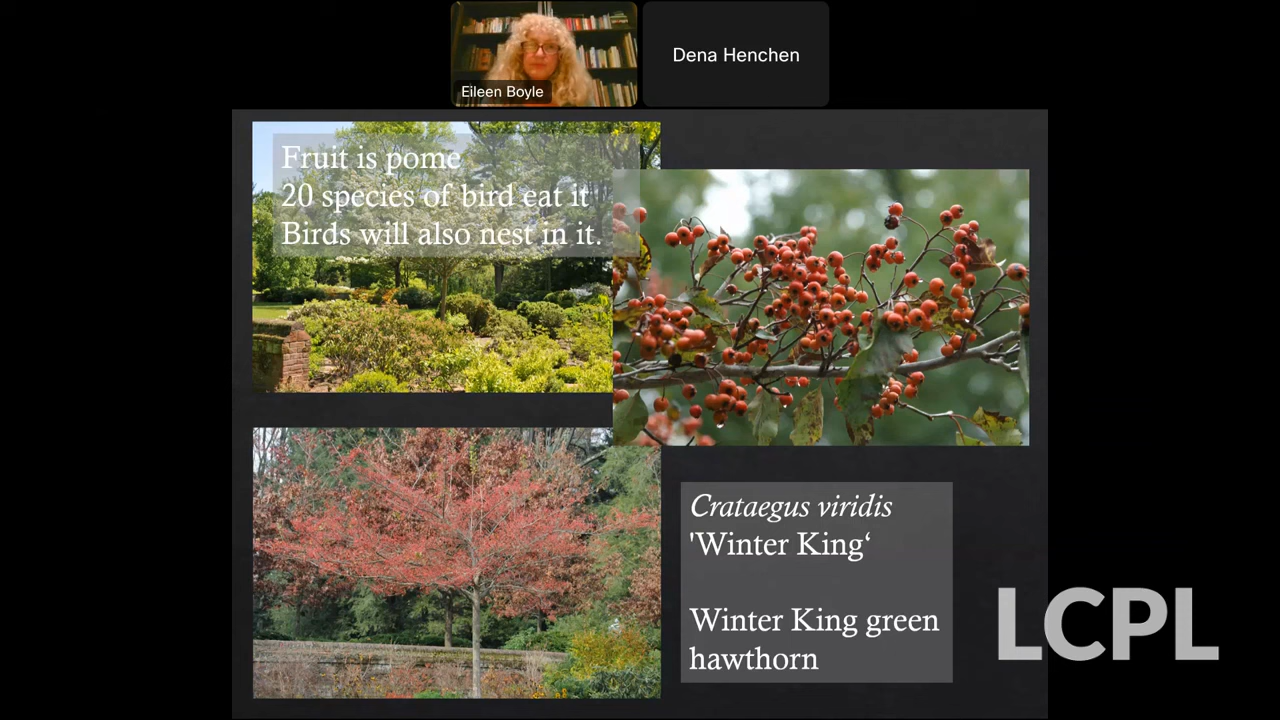 Eileen Boyle
Dena Henchen
Fruit is pome
20 species of bird eat it
Birds will also nest in it.
Crataegus viridis
'Winter King‘
Winter King green
hawthorn
LCPL